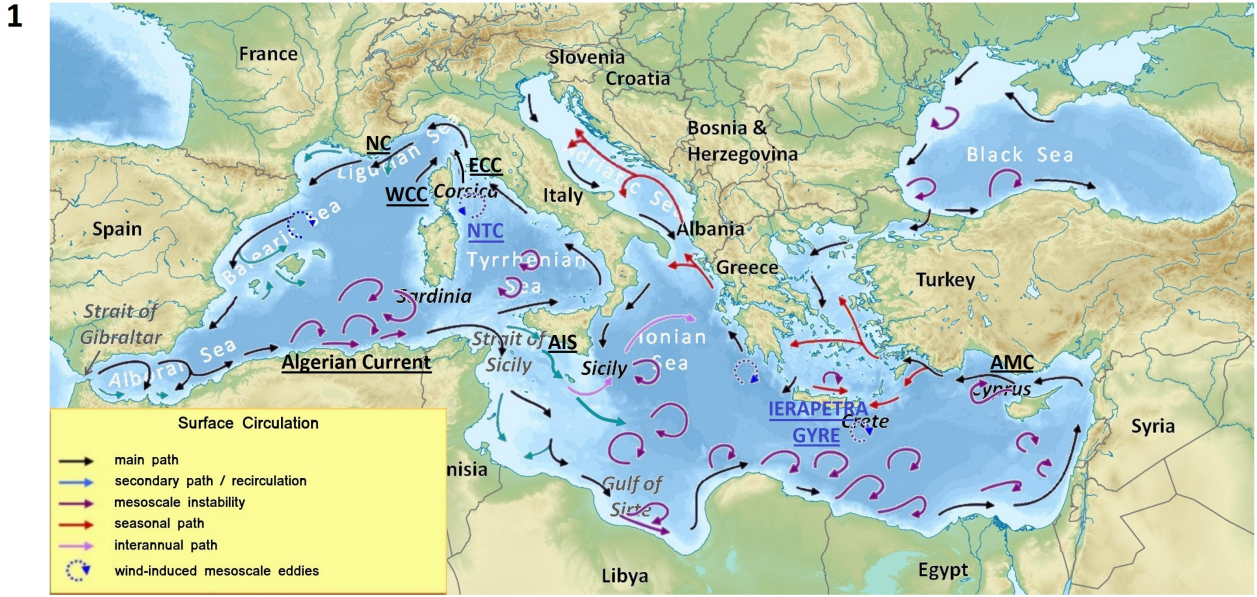 1
France
Slovenia
Croatia
Bosnia &
Herzegovina
Black Sea
NC
Ligurian Sea
ECC
WCC
Corsica
Italy
Adriatic Sea
Spain
Balearic Sea
NTC
Albania
Greece
Turkey
Tyrrhenian
Sea
Sardinia
Strait of
Gibraltar
Alboran Sea
Algerian Current
Strait of
Sicily
AIS
Sicily
Ionian
Sea
AMC
Cyprus
IERAPETRA
GYRE
Crete
Syria
nisia
Gulf of
Sirte
Libya
Egypt
Surface Circulation
main path
secondary path / recirculation
mesoscale instability
seasonal path
interannual path
wind-induced mesoscale eddies